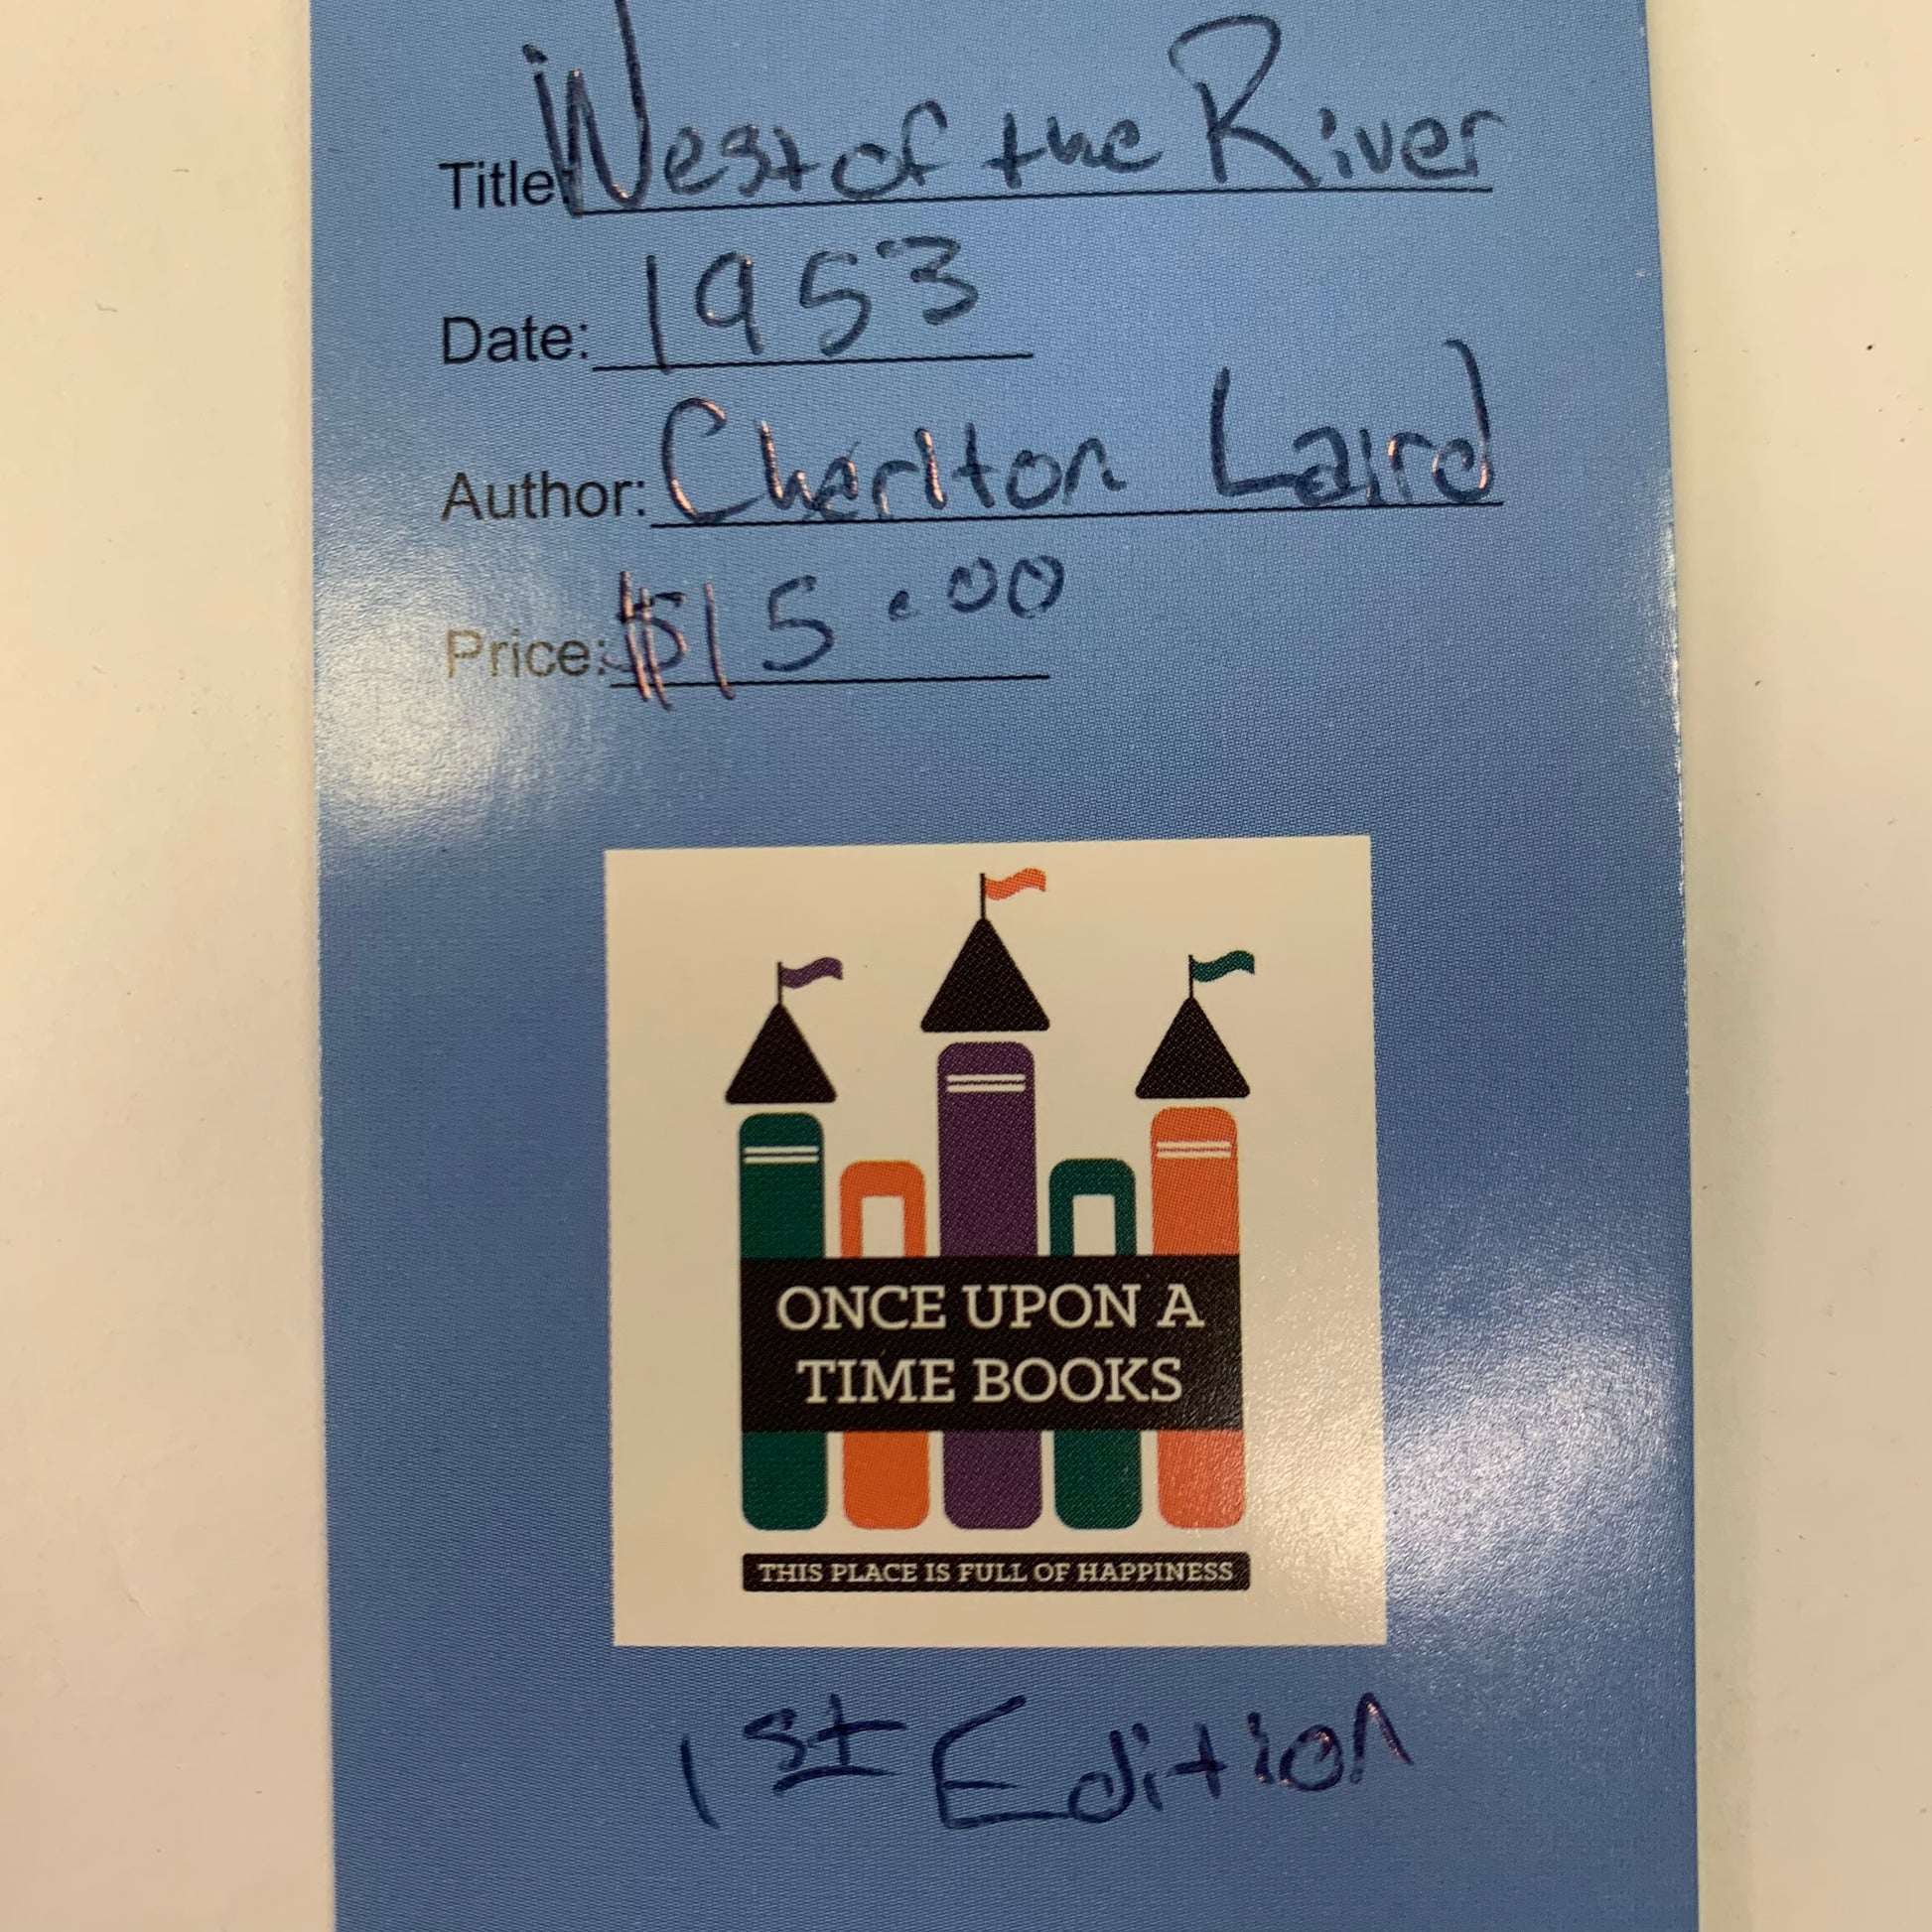 Title: West of the River
Date: 1953
Author: Charlton Laird
Price: $15.00
ONCE UPON A
TIME BOOKS
THIS PLACE IS FULL OF HAPPINESS
1st Edition